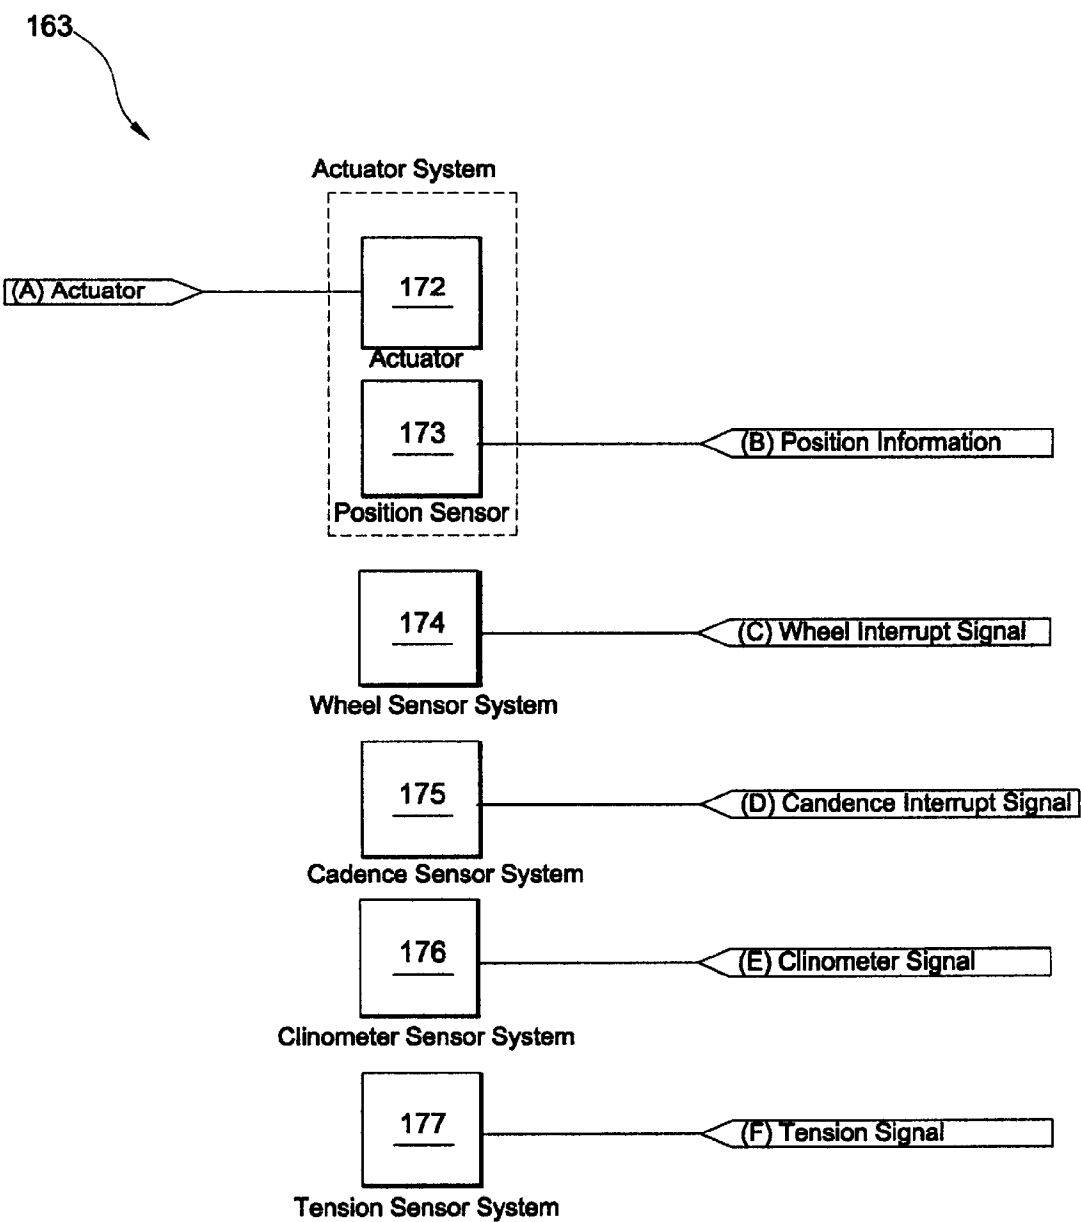 163
Actuator System
172
(A) Actuator
Actuator
173
(B) Position Information
Position Sensor
174
(C) Wheel Interrupt Signal
Wheel Sensor System
175
(D) Candence Interrupt Signal
Cadence Sensor System
176
(E) Clinometer Signal
Clinometer Sensor System
177
(F) Tension Signal
Tension Sensor System